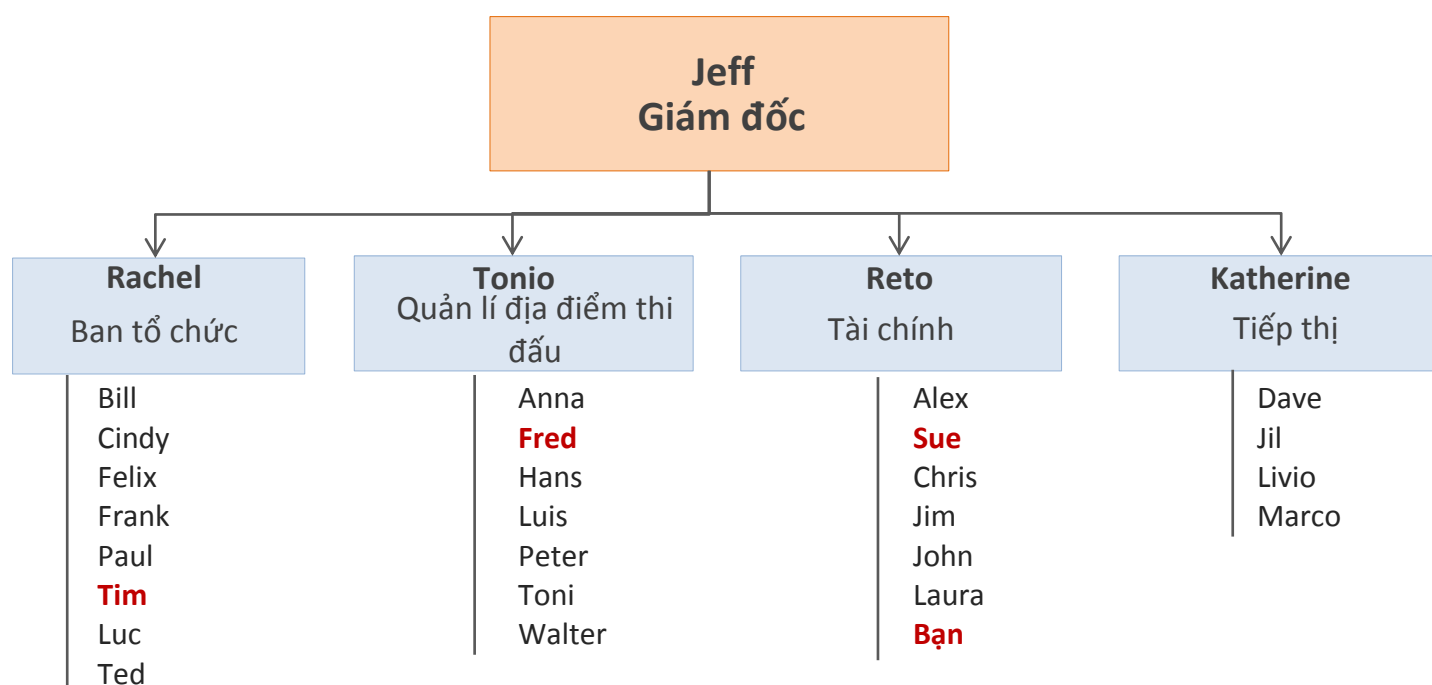 Jeff
Giám đốc
Rachel
Ban tổ chức
Bill
Cindy
Felix
Frank
Paul
Tim
Luc
Ted
Tonio
Quản lí địa điểm thi
đấu
Anna
Fred
Hans
Luis
Peter
Toni
Walter
Reto
Tài chính
Alex
Sue
Chris
Jim
John
Laura
Bạn
Katherine
Tiếp thị
Dave
Jil
Livio
Marco